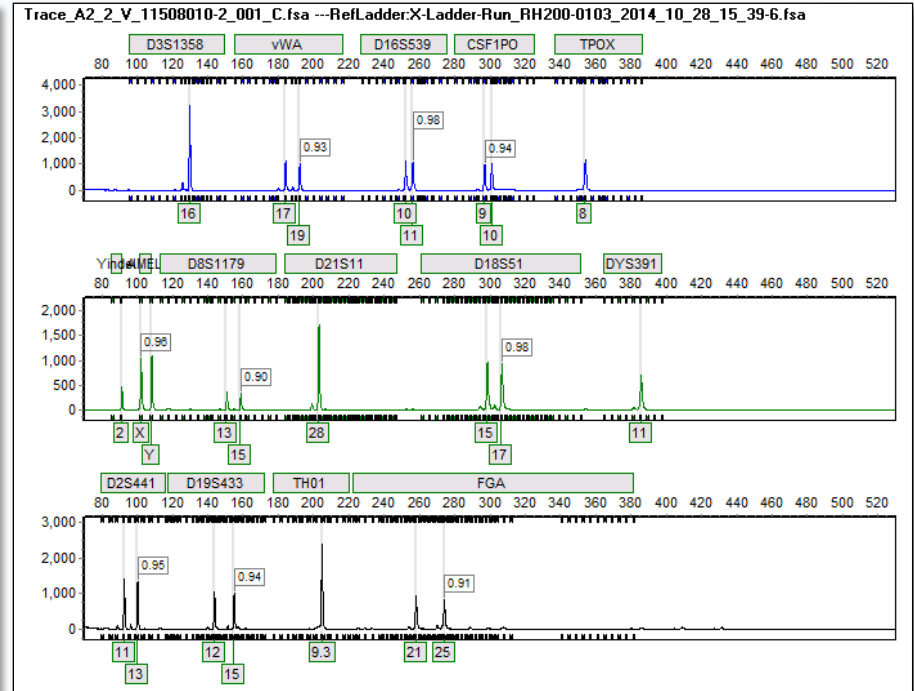 Trace_A2_2_V_11508010-2_001_C.fsa ---RefLadder:X-Ladder-Run_RH200-0103_2014_10_28_15_39-6.fsa
D3S1358 vWA D16S539 CSF1PO TPOX
80 100 120 140 160 180 200 220 240 260 280 300 320 340 360 380 400 420 440 460 480 500 520
4,000
3,000
2,000
1,000
0
0.93
0.98
0.94
16 17 10 9 8
19 11 10
AMEL D8S1179 D21S11 D18S51 DYS391
80 100 120 140 160 180 200 220 240 260 280 300 320 340 360 380 400 420 440 460 480 500 520
2,000
1,500
1,000
500
0
0.96
0.90
0.98
2 X 13 28 15 11
Y 15 17
D2S441 D19S433 TH01 FGA
80 100 120 140 160 180 200 220 240 260 280 300 320 340 360 380 400 420 440 460 480 500 520
3,000
2,000
1,000
0
0.95
0.94
0.91
11 12 9.3 21 25
13 15